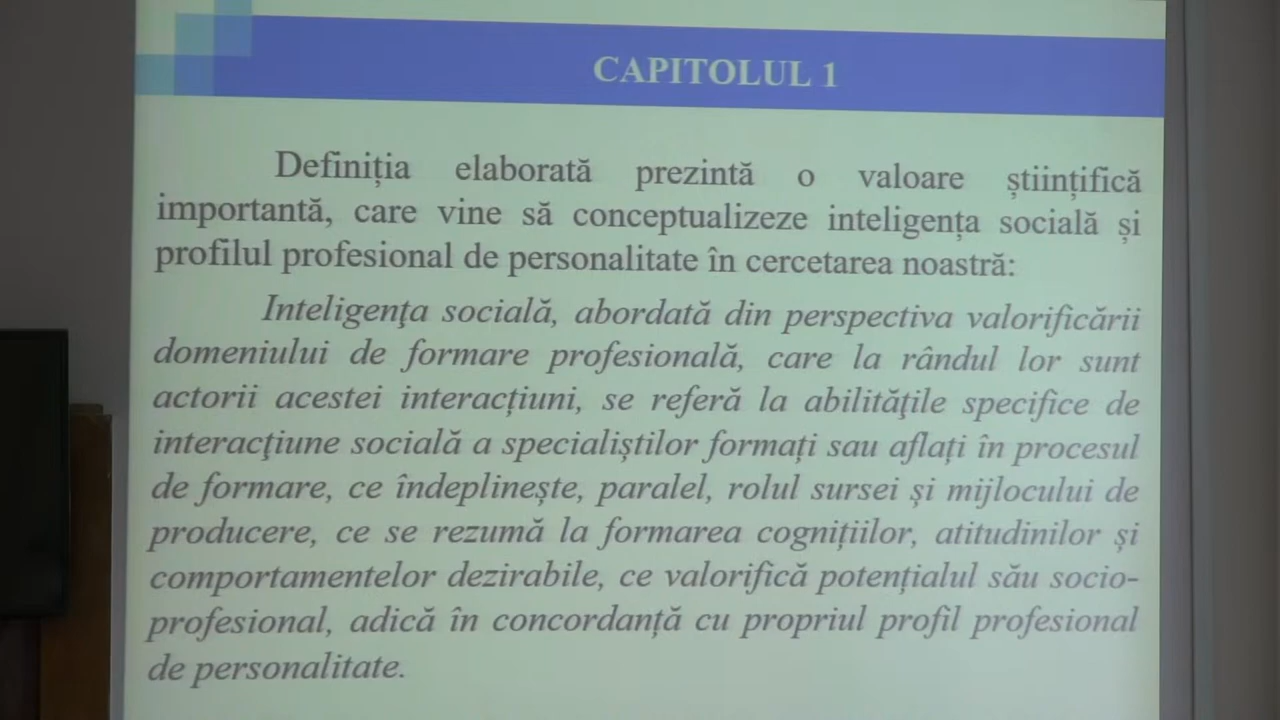 CAPITOLUL 1
Definiția elaborată prezintă o valoare științifică
importantă, care vine să conceptualizeze inteligența socială și
profilul profesional de personalitate în cercetarea noastră:
Inteligenţa socială, abordată din perspectiva valorificării
domeniului de formare profesională, care la rândul lor sunt
actorii acestei interacțiuni, se referă la abilităţile specifice de
interacţiune socială a specialiștilor formați sau aflați în procesul
de formare, ce îndeplinește, paralel, rolul sursei și mijlocului de
producere, ce se rezumă la formarea cognițiilor, atitudinilor și
comportamentelor dezirabile, ce valorifică potențialul său socio-
profesional, adică în concordanță cu propriul profil profesional
de personalitate.